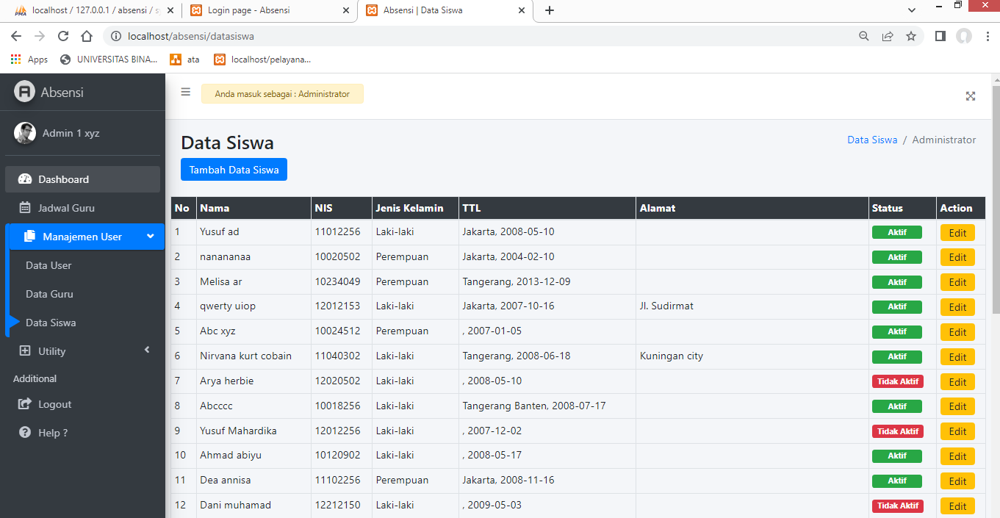 localhost / 127.0.0.1 / absensi / s
Login page - Absensi
Absensi | Data Siswa
localhost/absensi/datasiswa
Apps
UNIVERSITAS BINA...
ata
localhost/pelayana...
Absensi
Anda masuk sebagai : Administrator
Admin 1 xyz
Data Siswa
Data Siswa / Administrator
Tambah Data Siswa
Dashboard
Jadwal Guru
Manajemen User
Data User
Data Guru
Data Siswa
Utility
Additional
Logout
Help ?
No Nama NIS Jenis Kelamin TTL Alamat Status Action
1 Yusuf ad 11012256 Laki-laki Jakarta, 2008-05-10 Aktif Edit
2 nanananaa 10020502 Perempuan Jakarta, 2004-02-10 Aktif Edit
3 Melisa ar 10234049 Perempuan Tangerang, 2013-12-09 Aktif Edit
4 qwerty uiop 12012153 Laki-laki Jakarta, 2007-10-16 Jl. Sudirmat Aktif Edit
5 Abc xyz 10024512 Perempuan , 2007-01-05 Aktif Edit
6 Nirvana kurt cobain 11040302 Laki-laki Tangerang, 2008-06-18 Kuningan city Aktif Edit
7 Arya herbie 12020502 Laki-laki , 2008-05-10 Tidak Aktif Edit
8 Abcccc 10018256 Laki-laki Tangerang Banten, 2008-07-17 Aktif Edit
9 Yusuf Mahardika 12012256 Laki-laki , 2007-12-02 Tidak Aktif Edit
10 Ahmad abiyu 10120902 Laki-laki , 2008-05-17 Aktif Edit
11 Dea annisa 11102256 Perempuan Jakarta, 2008-11-16 Aktif Edit
12 Dani muhamad 12212150 Laki-laki , 2009-05-03 Tidak Aktif Edit